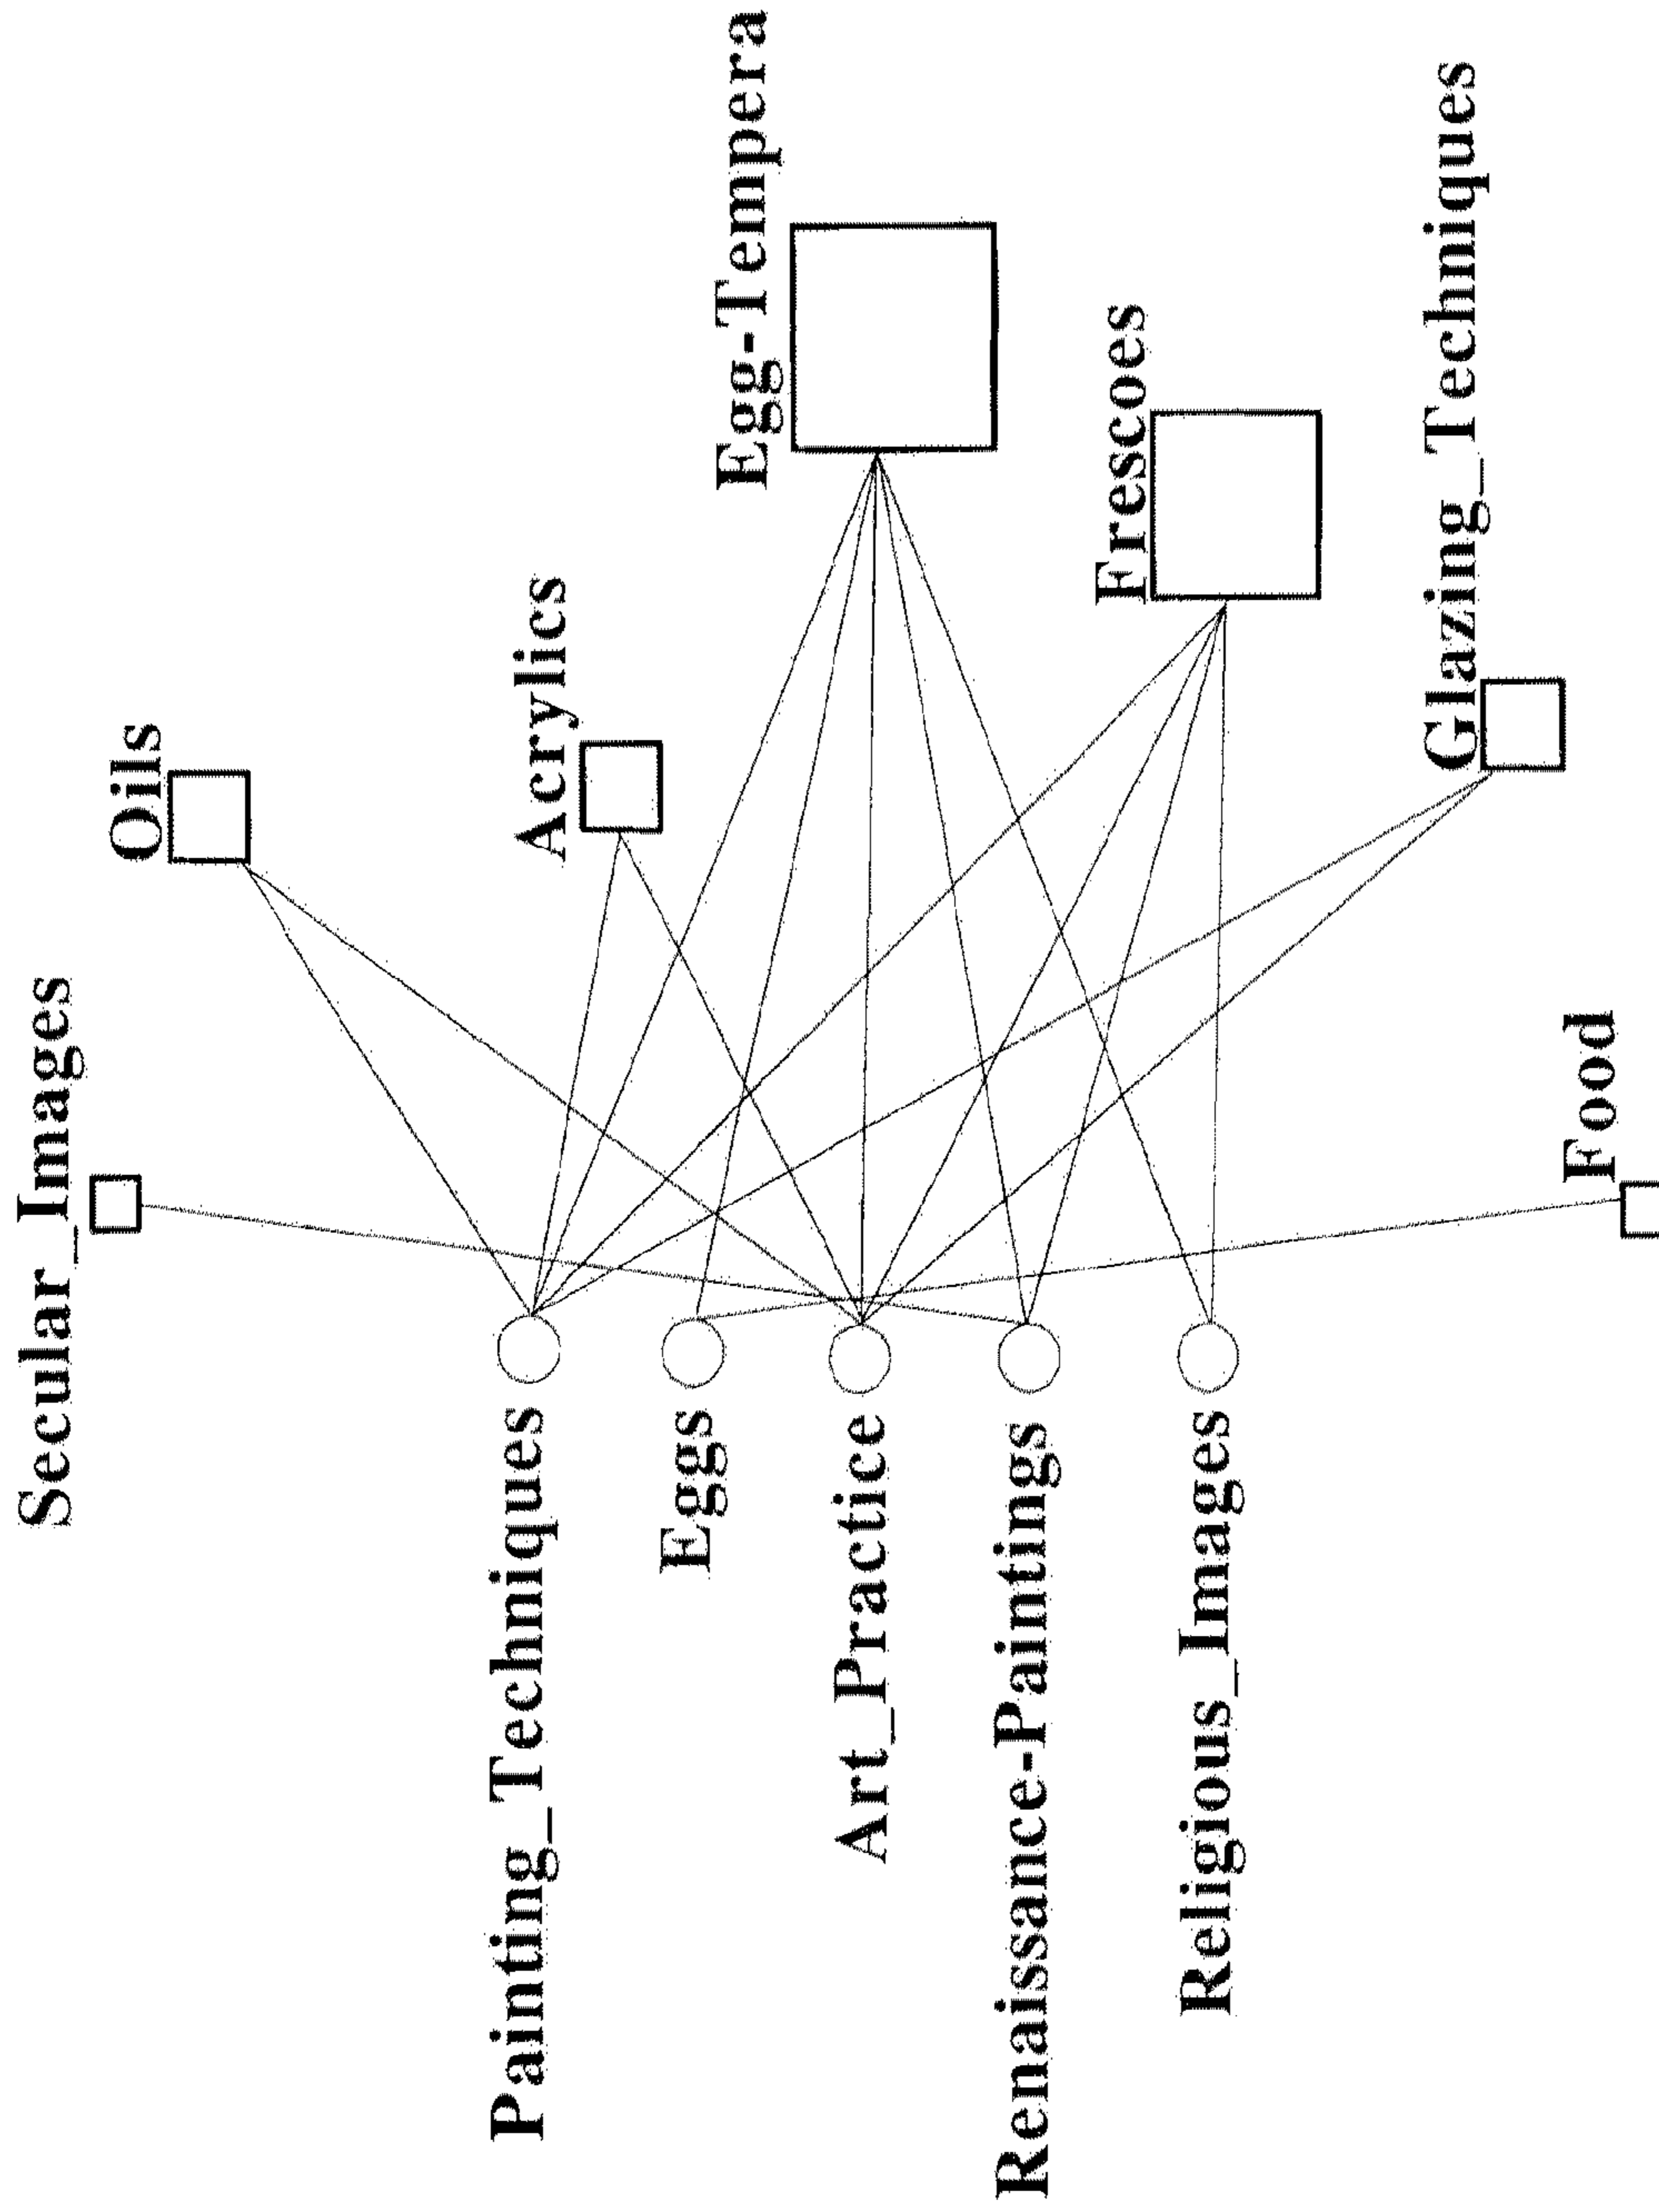 Secular_Images
Oils
Acrylics
Egg-Tempera
Frescoes
Glazing_Techniques
Food
Painting_Techniques
Eggs
Art_Practice
Renaissance-Paintings
Religious_Images